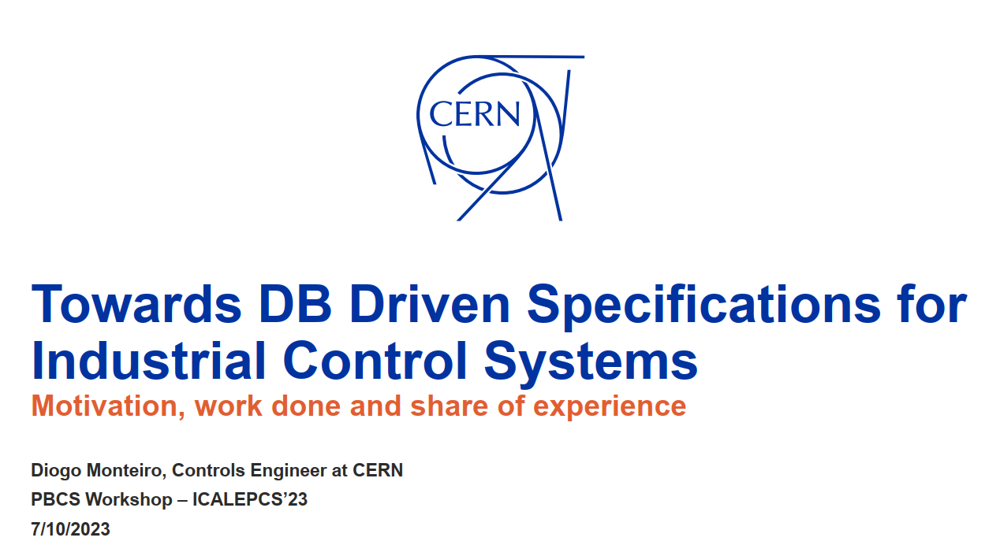 CERN
Towards DB Driven Specifications for
Industrial Control Systems
Motivation, work done and share of experience
Diogo Monteiro, Controls Engineer at CERN
PBCS Workshop – ICALEPCS’23
7/10/2023